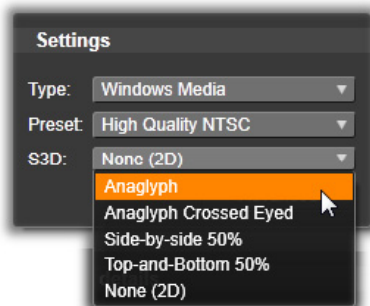 Settings
Type: Windows Media
Preset: High Quality NTSC
S3D: None (2D)
Anaglyph
Anaglyph Crossed Eyed
Side-by-side 50%
Top-and-Bottom 50%
None (2D)